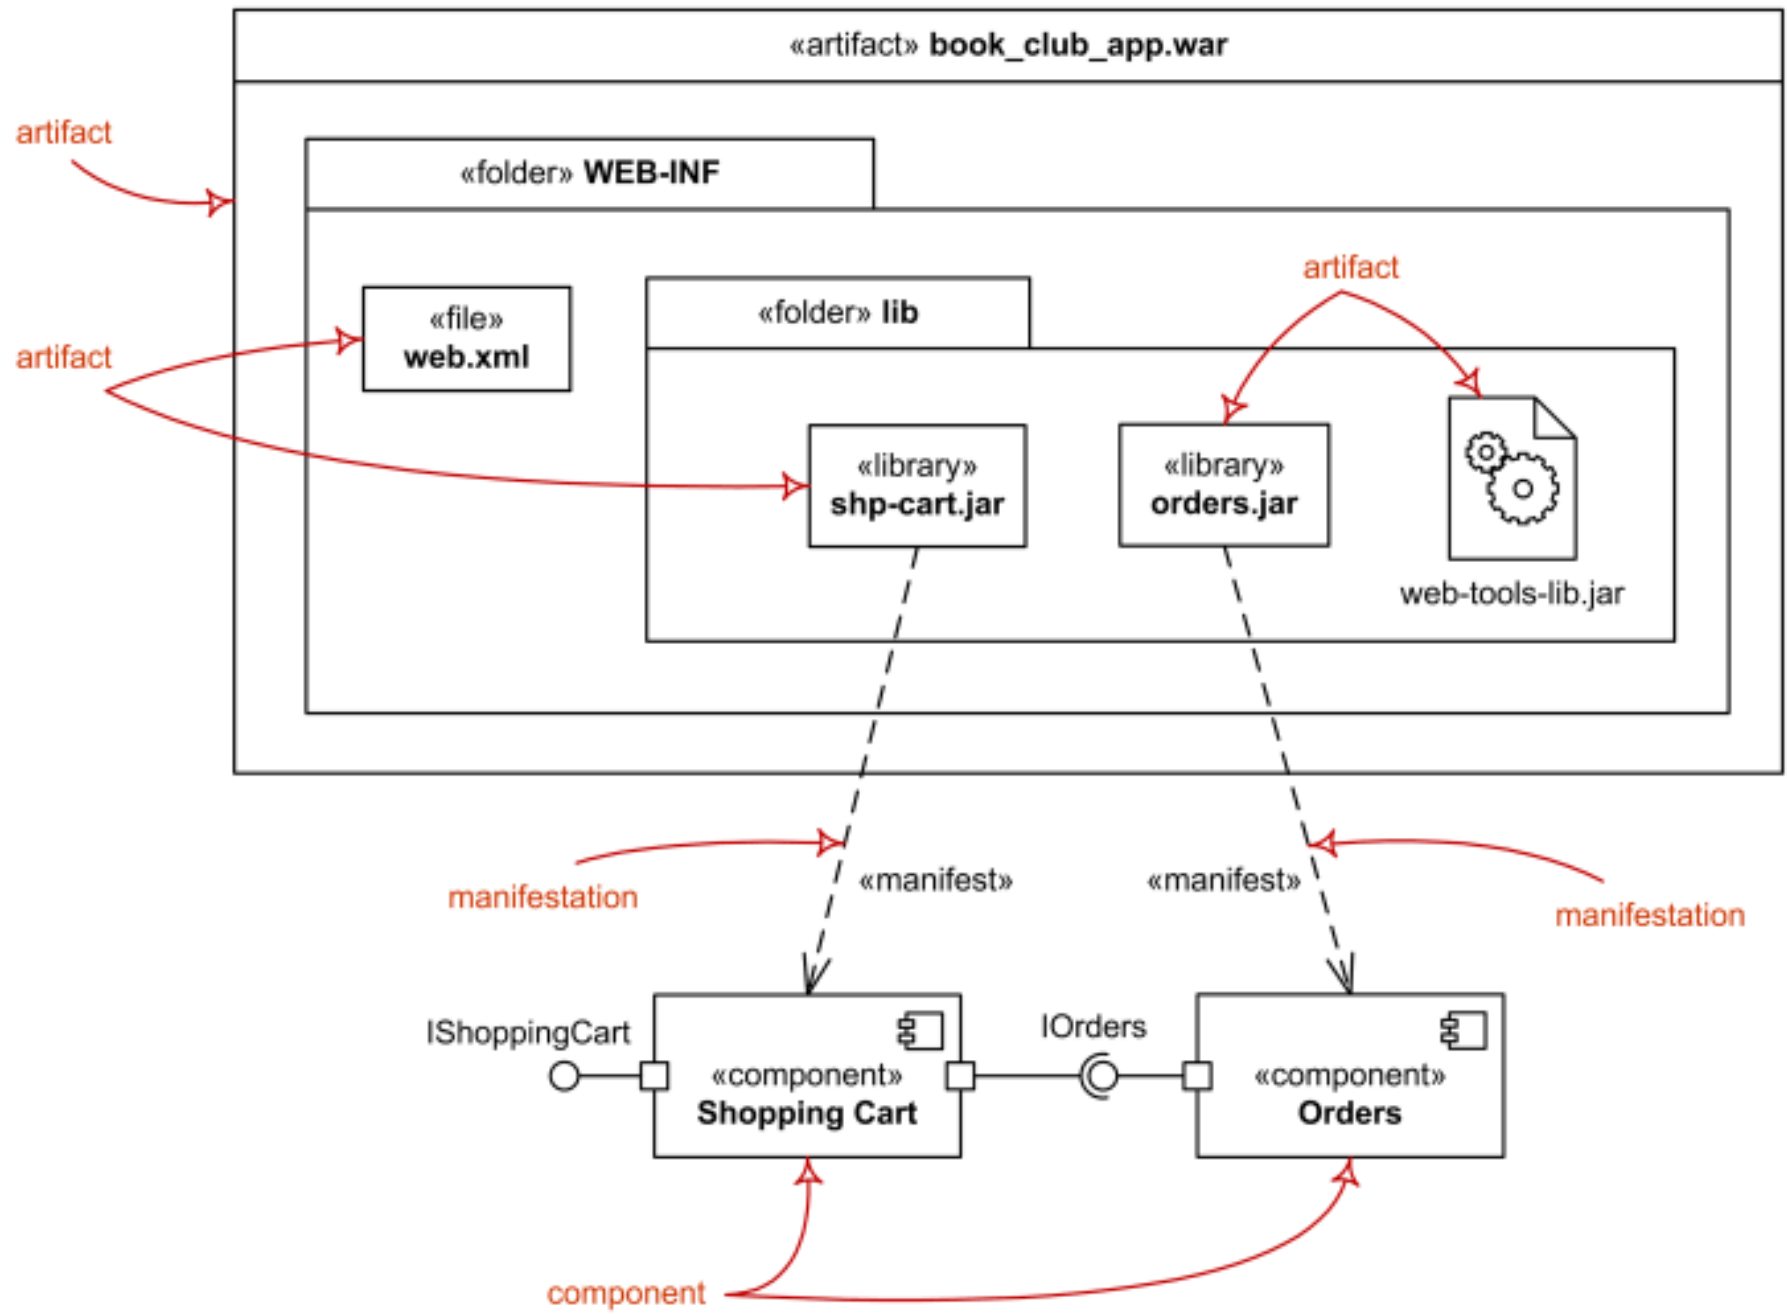 «artifact» book_club_app.war
artifact
«folder» WEB-INF
artifact
«folder» lib
«file»
web.xml
artifact
«library»
shp-cart.jar
«library»
orders.jar
web-tools-lib.jar
«manifest»
«manifest»
manifestation
manifestation
IShoppingCart
IOrders
«component»
Shopping Cart
«component»
Orders
component